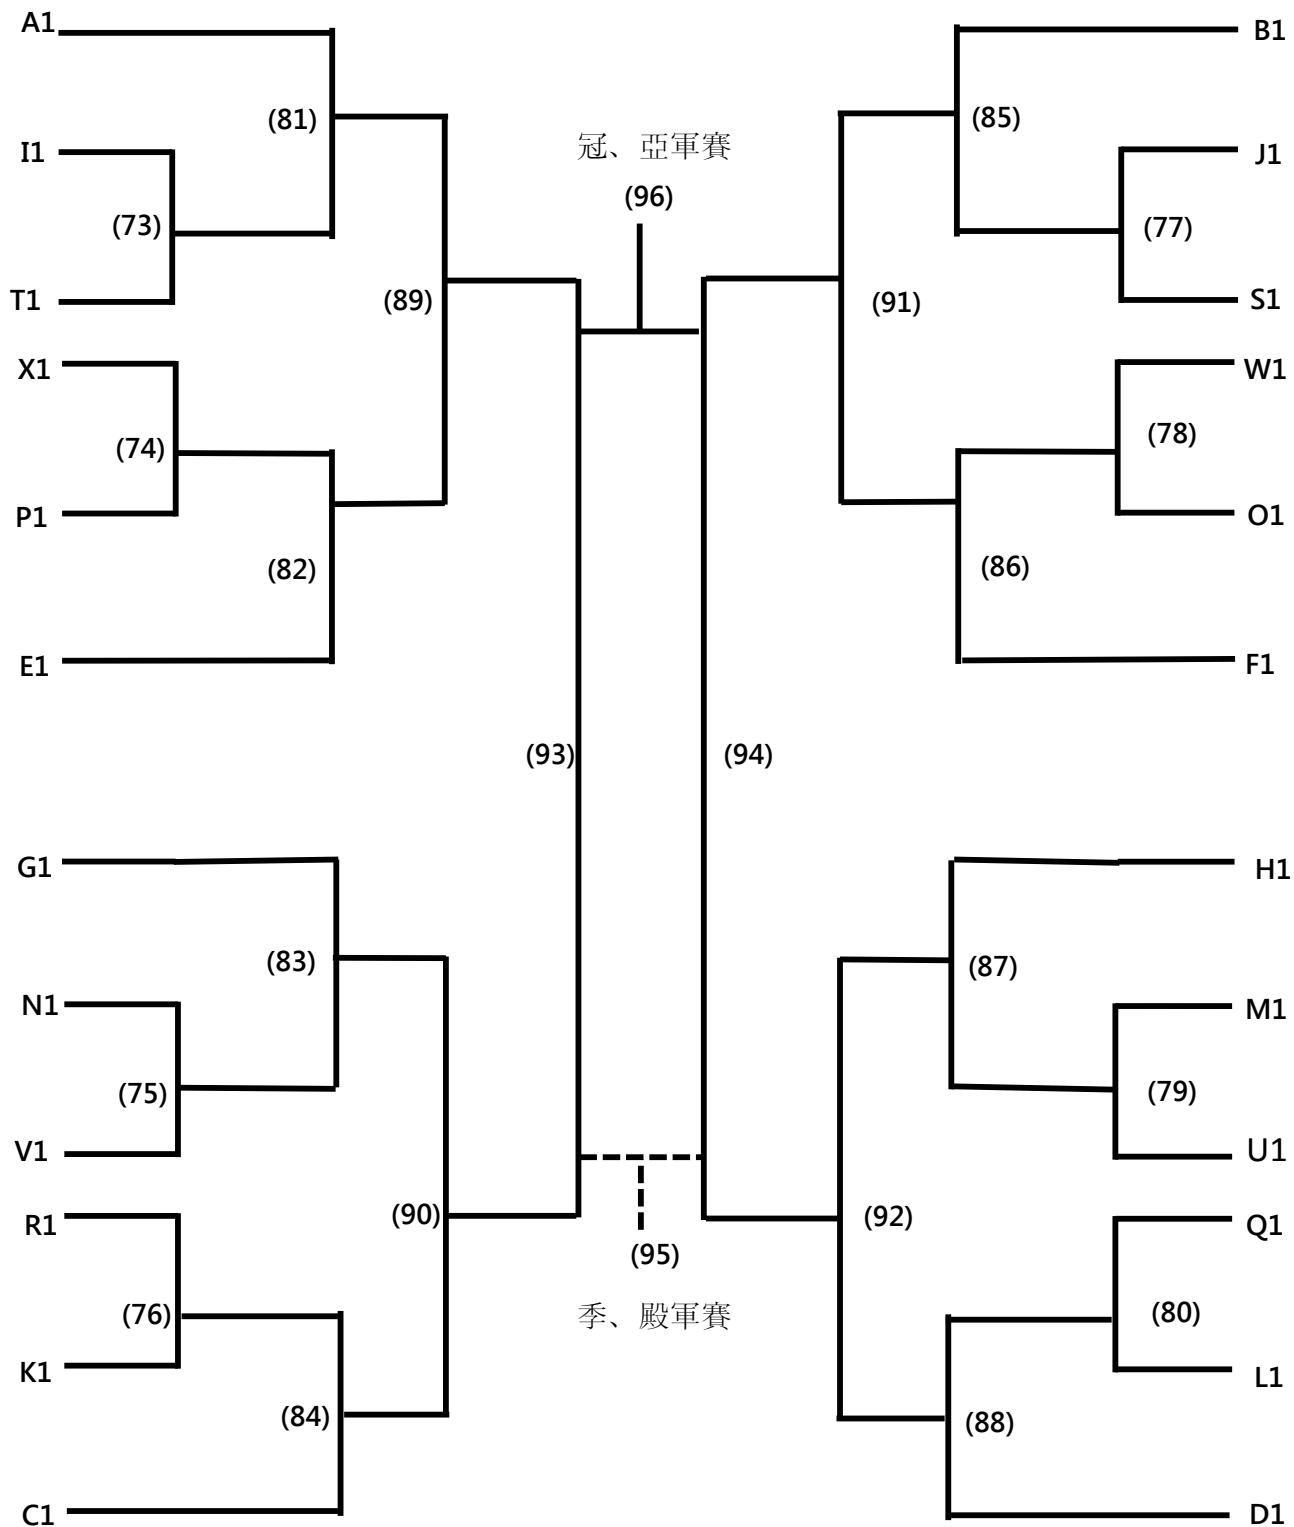 A1
B1
(81)
(85)
冠、亞軍賽
I1
J1
(96)
(73)
(77)
T1
(89)
(91)
S1
X1
W1
(74)
(78)
P1
O1
(82)
(86)
E1
F1
(93)
(94)
G1
H1
(83)
(87)
N1
M1
(75)
(79)
V1
U1
R1
(90)
(92)
Q1
(95)
(76)
季、殿軍賽
(80)
K1
L1
(84)
(88)
C1
D1